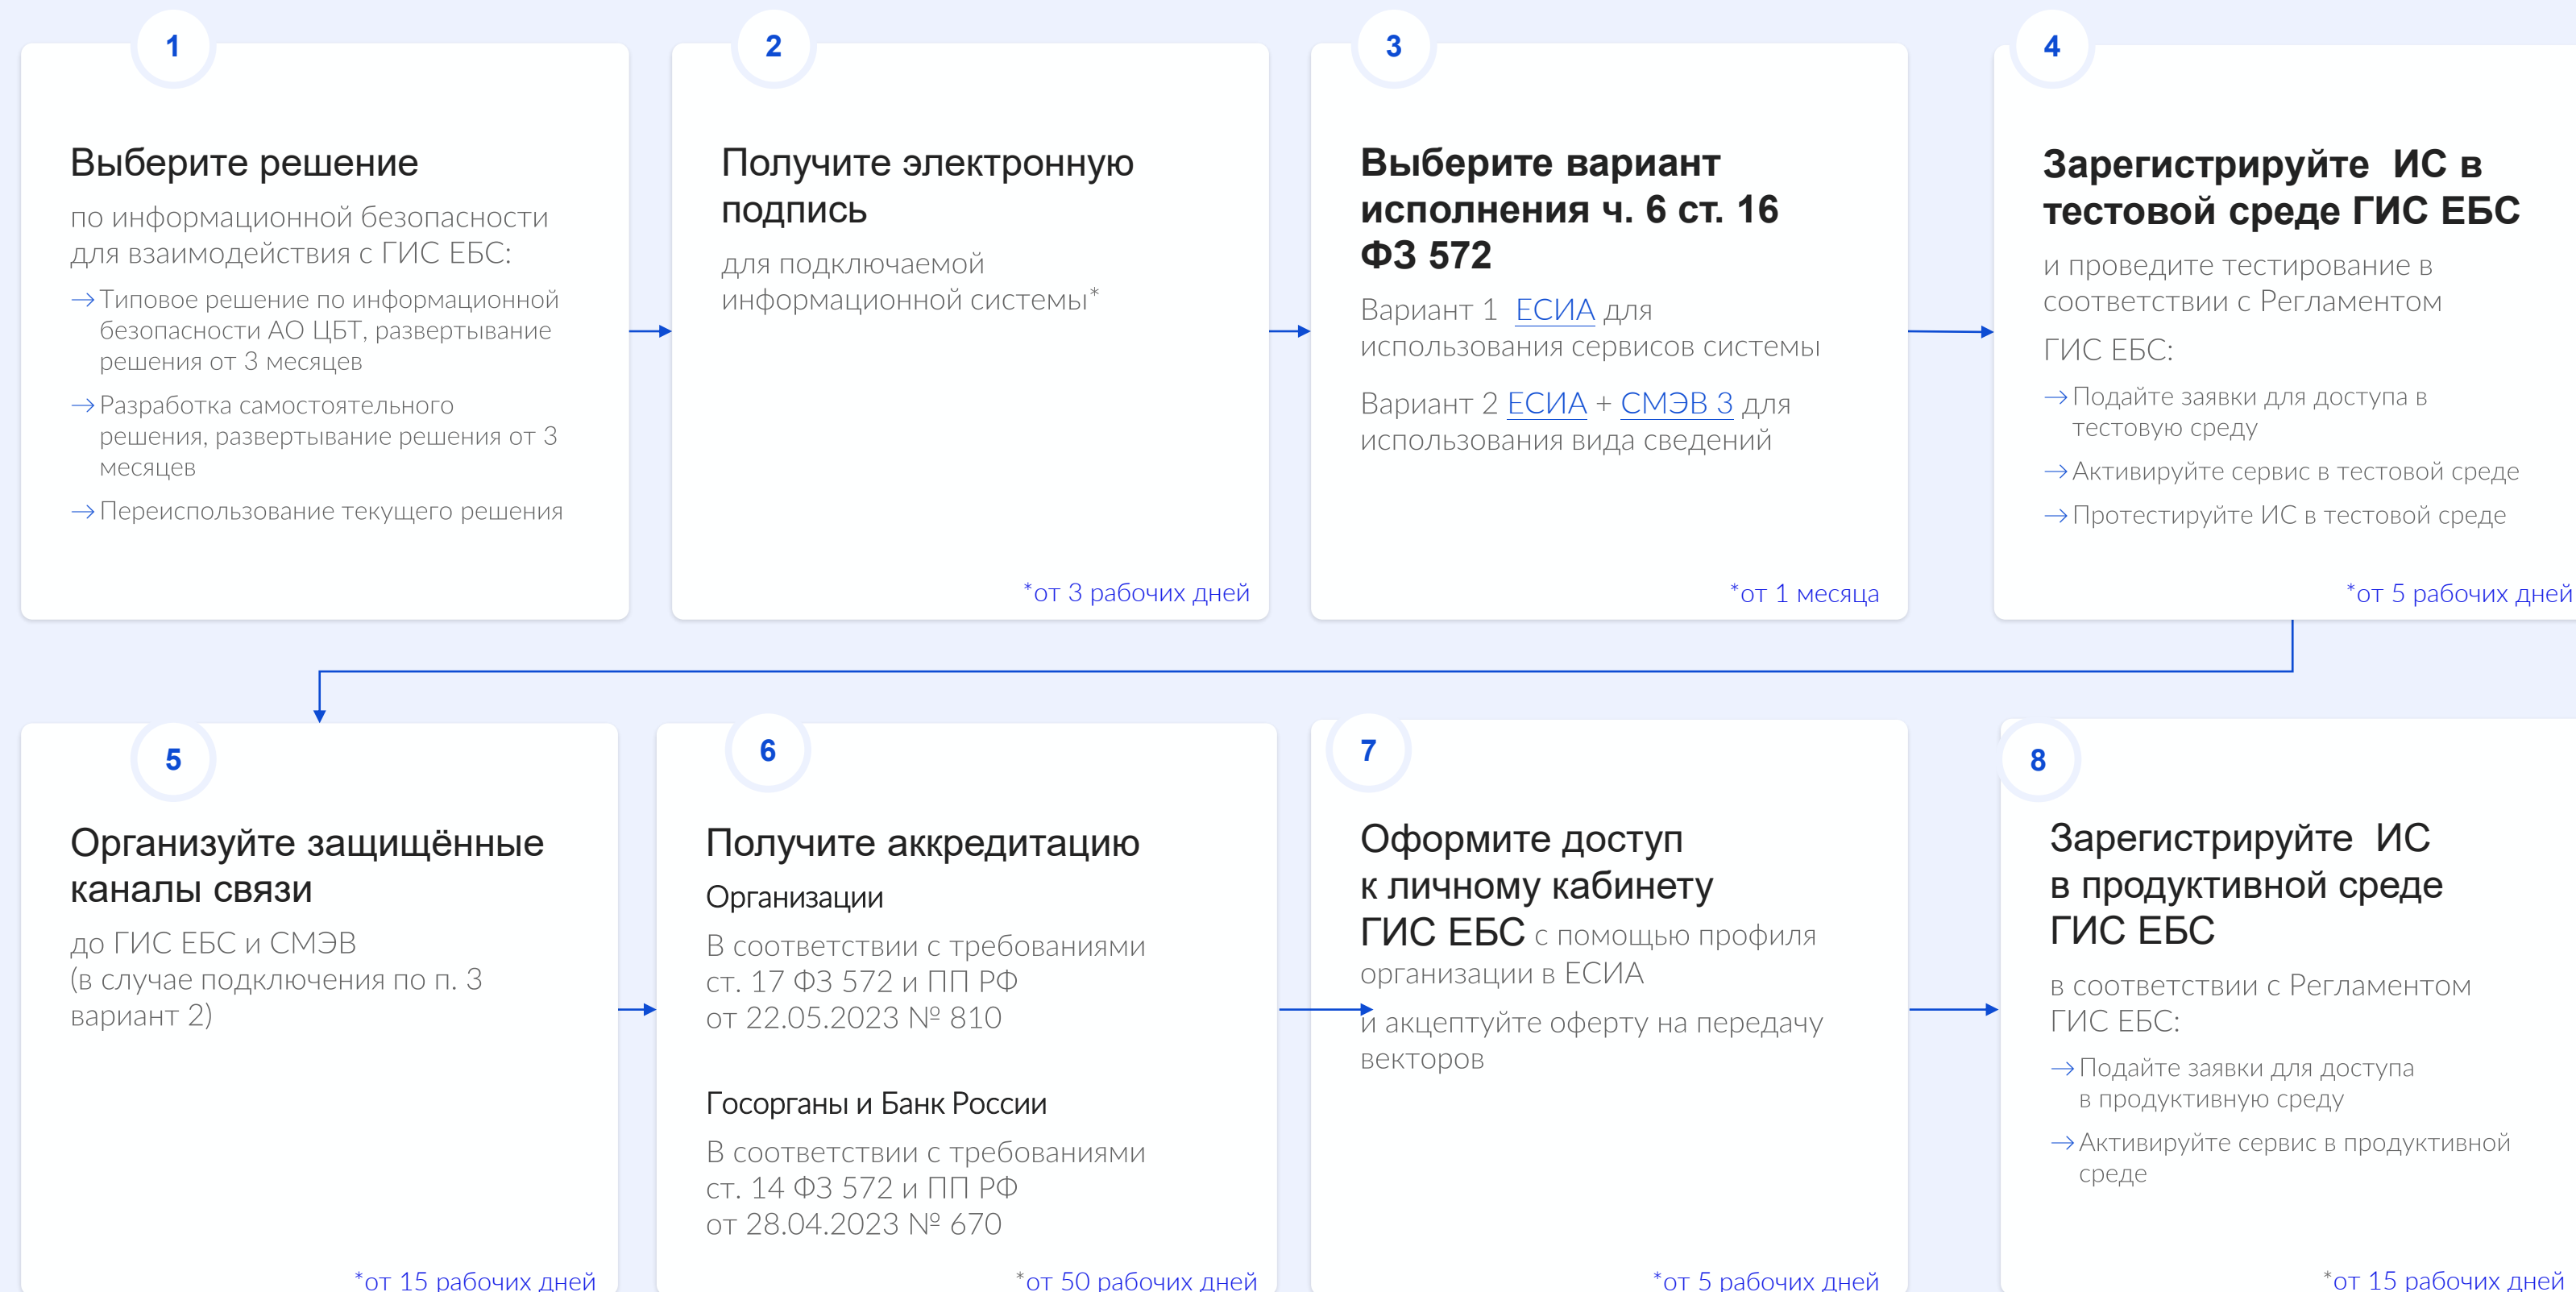 1
Выберите решение
по информационной безопасности
для взаимодействия с ГИС ЕБС:
→ Типовое решение по информационной
безопасности АО ЦБТ, развертывание
решения от 3 месяцев
→ Разработка самостоятельного
решения, развертывание решения от 3
месяцев
→ Переиспользование текущего решения
2
Получите электронную
подпись
для подключаемой
информационной системы*
*от 3 рабочих дней
3
Выберите вариант
исполнения ч. 6 ст. 16
ФЗ 572
Вариант 1 ЕСИА для
использования сервисов системы
Вариант 2 ЕСИА + СМЭВ 3 для
использования вида сведений
*от 1 месяца
4
Зарегистрируйте ИС в
тестовой среде ГИС ЕБС
и проведите тестирование в
соответствии с Регламентом
ГИС ЕБС:
→ Подайте заявки для доступа в
тестовую среду
→ Активируйте сервис в тестовой среде
→ Протестируйте ИС в тестовой среде
*от 5 рабочих дней
5
Организуйте защищённые
каналы связи
до ГИС ЕБС и СМЭВ
(в случае подключения по п. 3
вариант 2)
*от 15 рабочих дней
6
Получите аккредитацию
Организации
В соответствии с требованиями
ст. 17 ФЗ 572 и ПП РФ
от 22.05.2023 № 810
Госорганы и Банк России
В соответствии с требованиями
ст. 14 ФЗ 572 и ПП РФ
от 28.04.2023 № 670
*от 50 рабочих дней
7
Оформите доступ
к личному кабинету
ГИС ЕБС с помощью профиля
организации в ЕСИА
и акцептуйте оферту на передачу
векторов
*от 5 рабочих дней
8
Зарегистрируйте ИС
в продуктивной среде
ГИС ЕБС
в соответствии с Регламентом
ГИС ЕБС:
→ Подайте заявки для доступа
в продуктивную среду
→ Активируйте сервис в продуктивной
среде
*от 15 рабочих дней